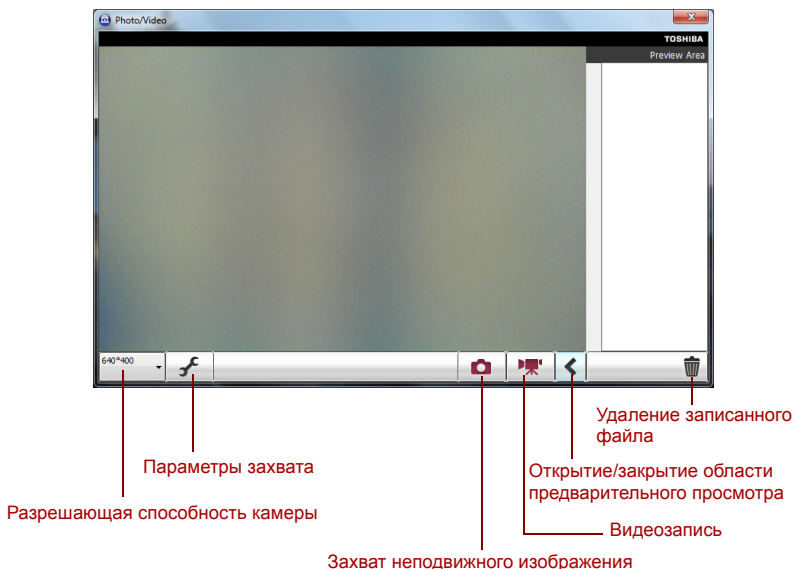 Photo/Video
TOSHIBA
Preview Area
640*400
Удаление записанного
файла
Параметры захвата
Открытие/закрытие области
предварительного просмотра
Разрешающая способность камеры
Видеозапись
Захват неподвижного изображения